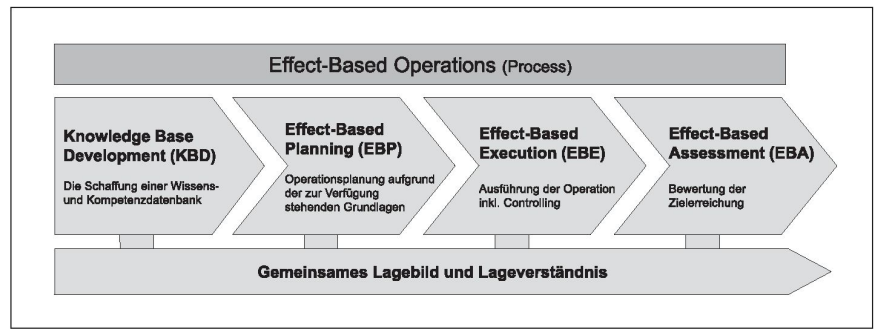 Effect-Based Operations (Process)
Knowledge Base
Development (KBD)
Die Schaffung einer Wissens-
und Kompetenzdatenbank
Effect-Based
Planning (EBP)
Operationsplanung aufgrund
der zur Verfügung
stehenden Grundlagen
Effect-Based
Execution (EBE)
Ausführung der Operation
inkl. Controlling
Effect-Based
Assessment (EBA)
Bewertung der
Zielerreichung
Gemeinsames Lagebild und Lageverständnis